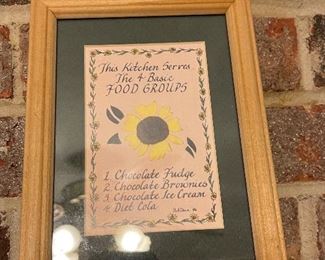 This Kitchen Serves
The 4 Basic
FOOD GROUPS
1. Chocolate Fudge
2. Chocolate Brownies
3. Chocolate Ice Cream
4. Diet Cola